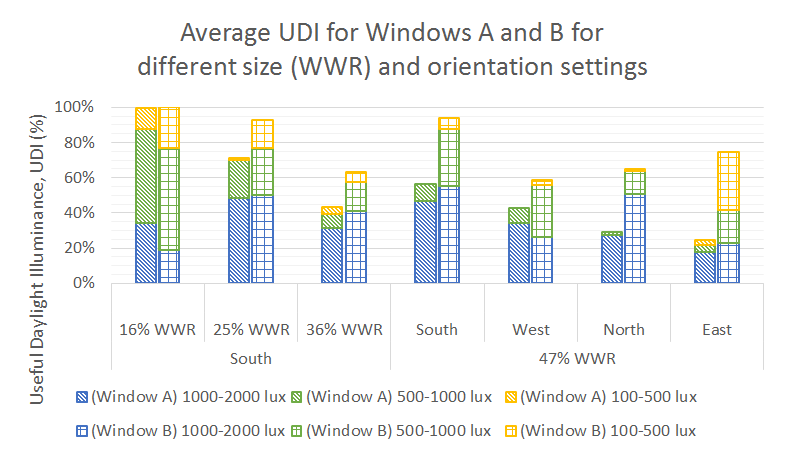 Average UDI for Windows A and B for
different size (WWR) and orientation settings
Useful Daylight Illuminance, UDI (%)
100%
80%
60%
40%
20%
0%
16% WWR 25% WWR 36% WWR South West North East
South 47% WWR
(Window A) 1000-2000 lux (Window A) 500-1000 lux (Window A) 100-500 lux
(Window B) 1000-2000 lux (Window B) 500-1000 lux (Window B) 100-500 lux